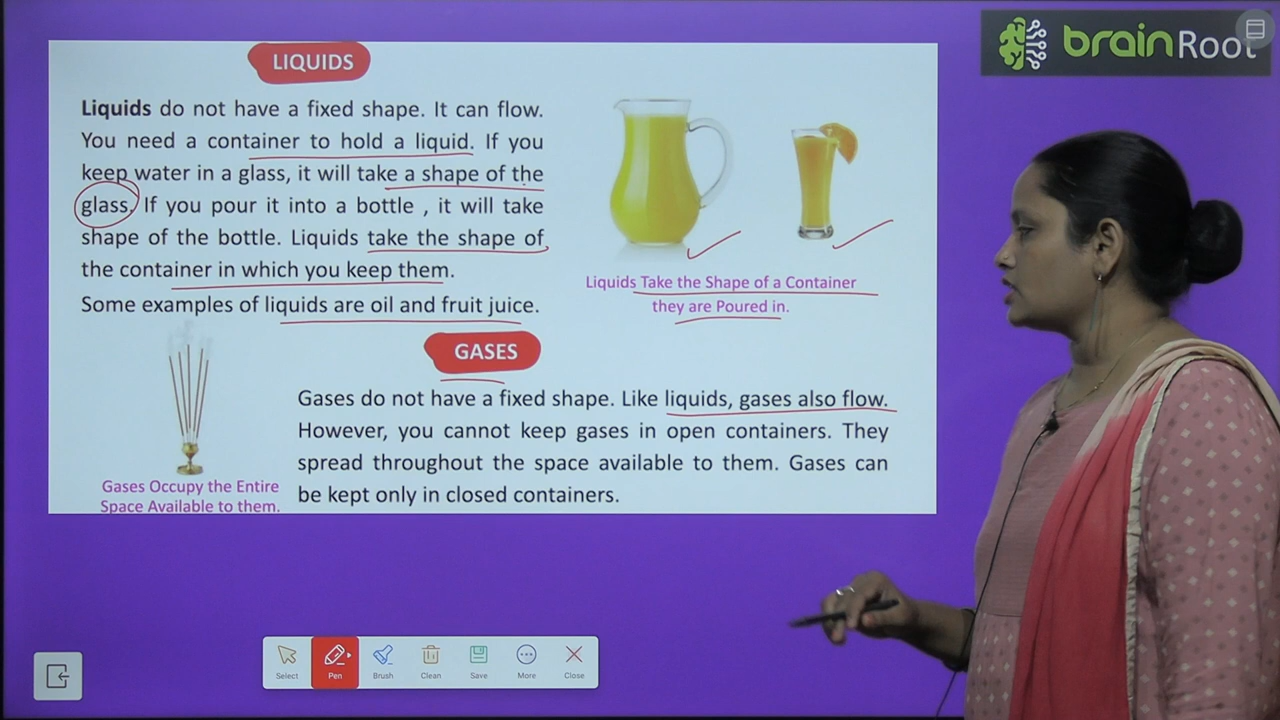 brainRoot
LIQUIDS
Liquids do not have a fixed shape. It can flow.
You need a container to hold a liquid. If you
keep water in a glass, it will take a shape of the
glass. If you pour it into a bottle , it will take
shape of the bottle. Liquids take the shape of
the container in which you keep them.
Some examples of liquids are oil and fruit juice.
Liquids Take the Shape of a Container
they are Poured in.
GASES
Gases do not have a fixed shape. Like liquids, gases also flow.
However, you cannot keep gases in open containers. They
spread throughout the space available to them. Gases can
be kept only in closed containers.
Gases Occupy the Entire
Space Available to them.
Select
Pen
Brush
Clean
Save
More
Close